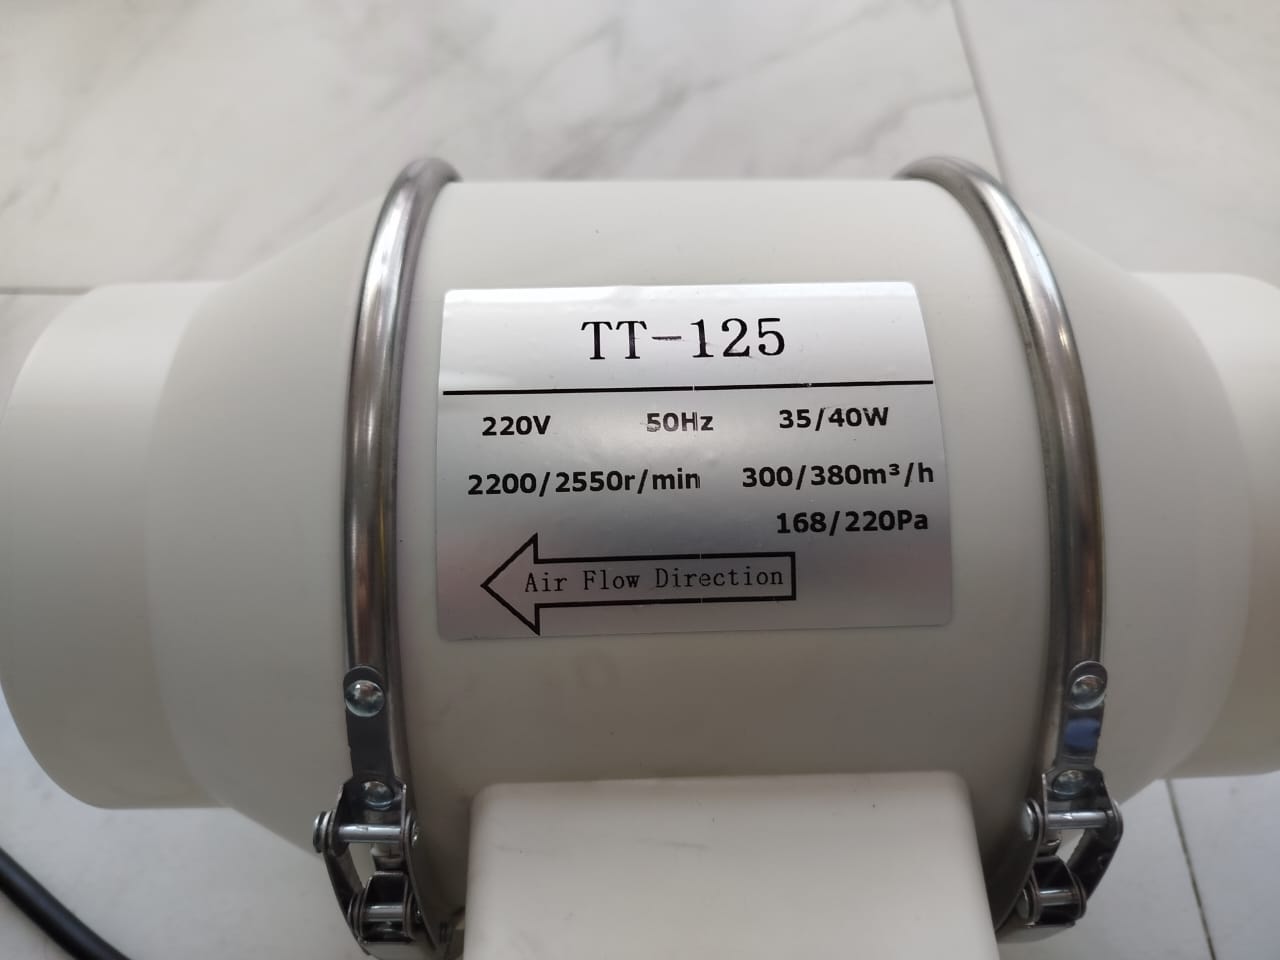 TT-125
220V 50Hz 35/40W
2200/2550r/min 300/380m³/h
168/220Pa
Air Flow Direction